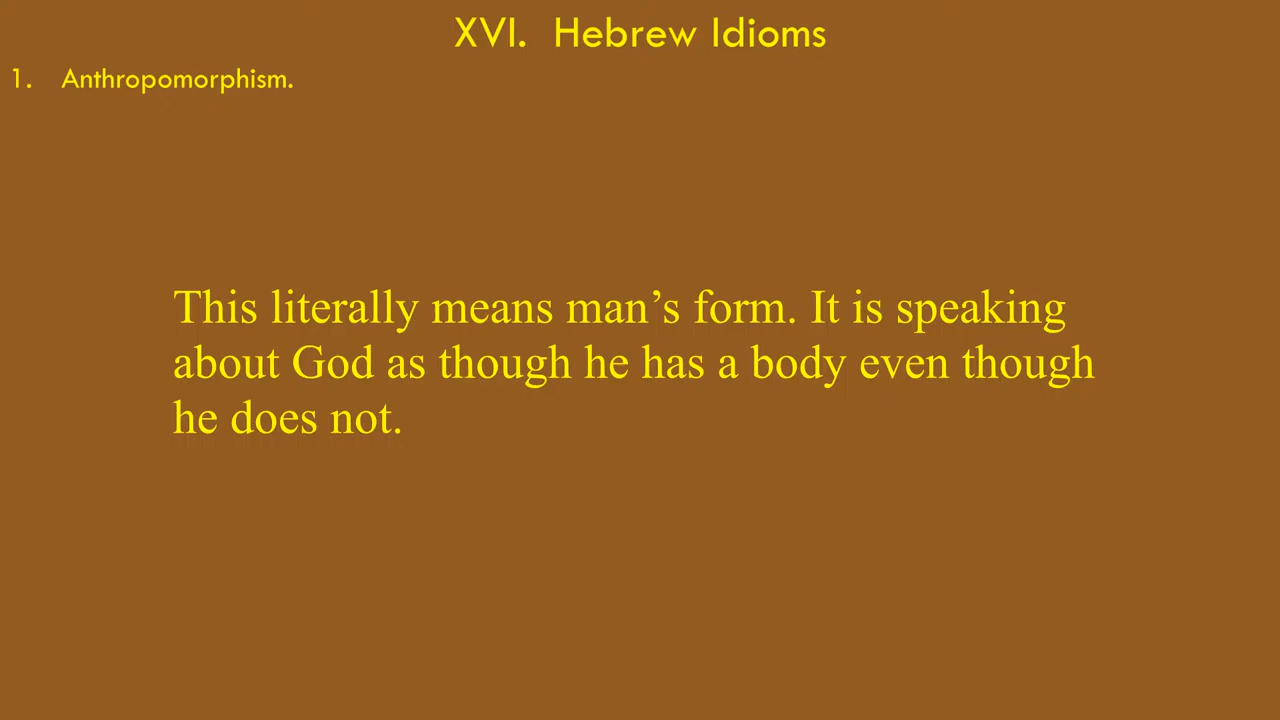 XVI.  Hebrew Idioms
1.  Anthropomorphism.
This literally means man’s form. It is speaking
about God as though he has a body even though
he does not.